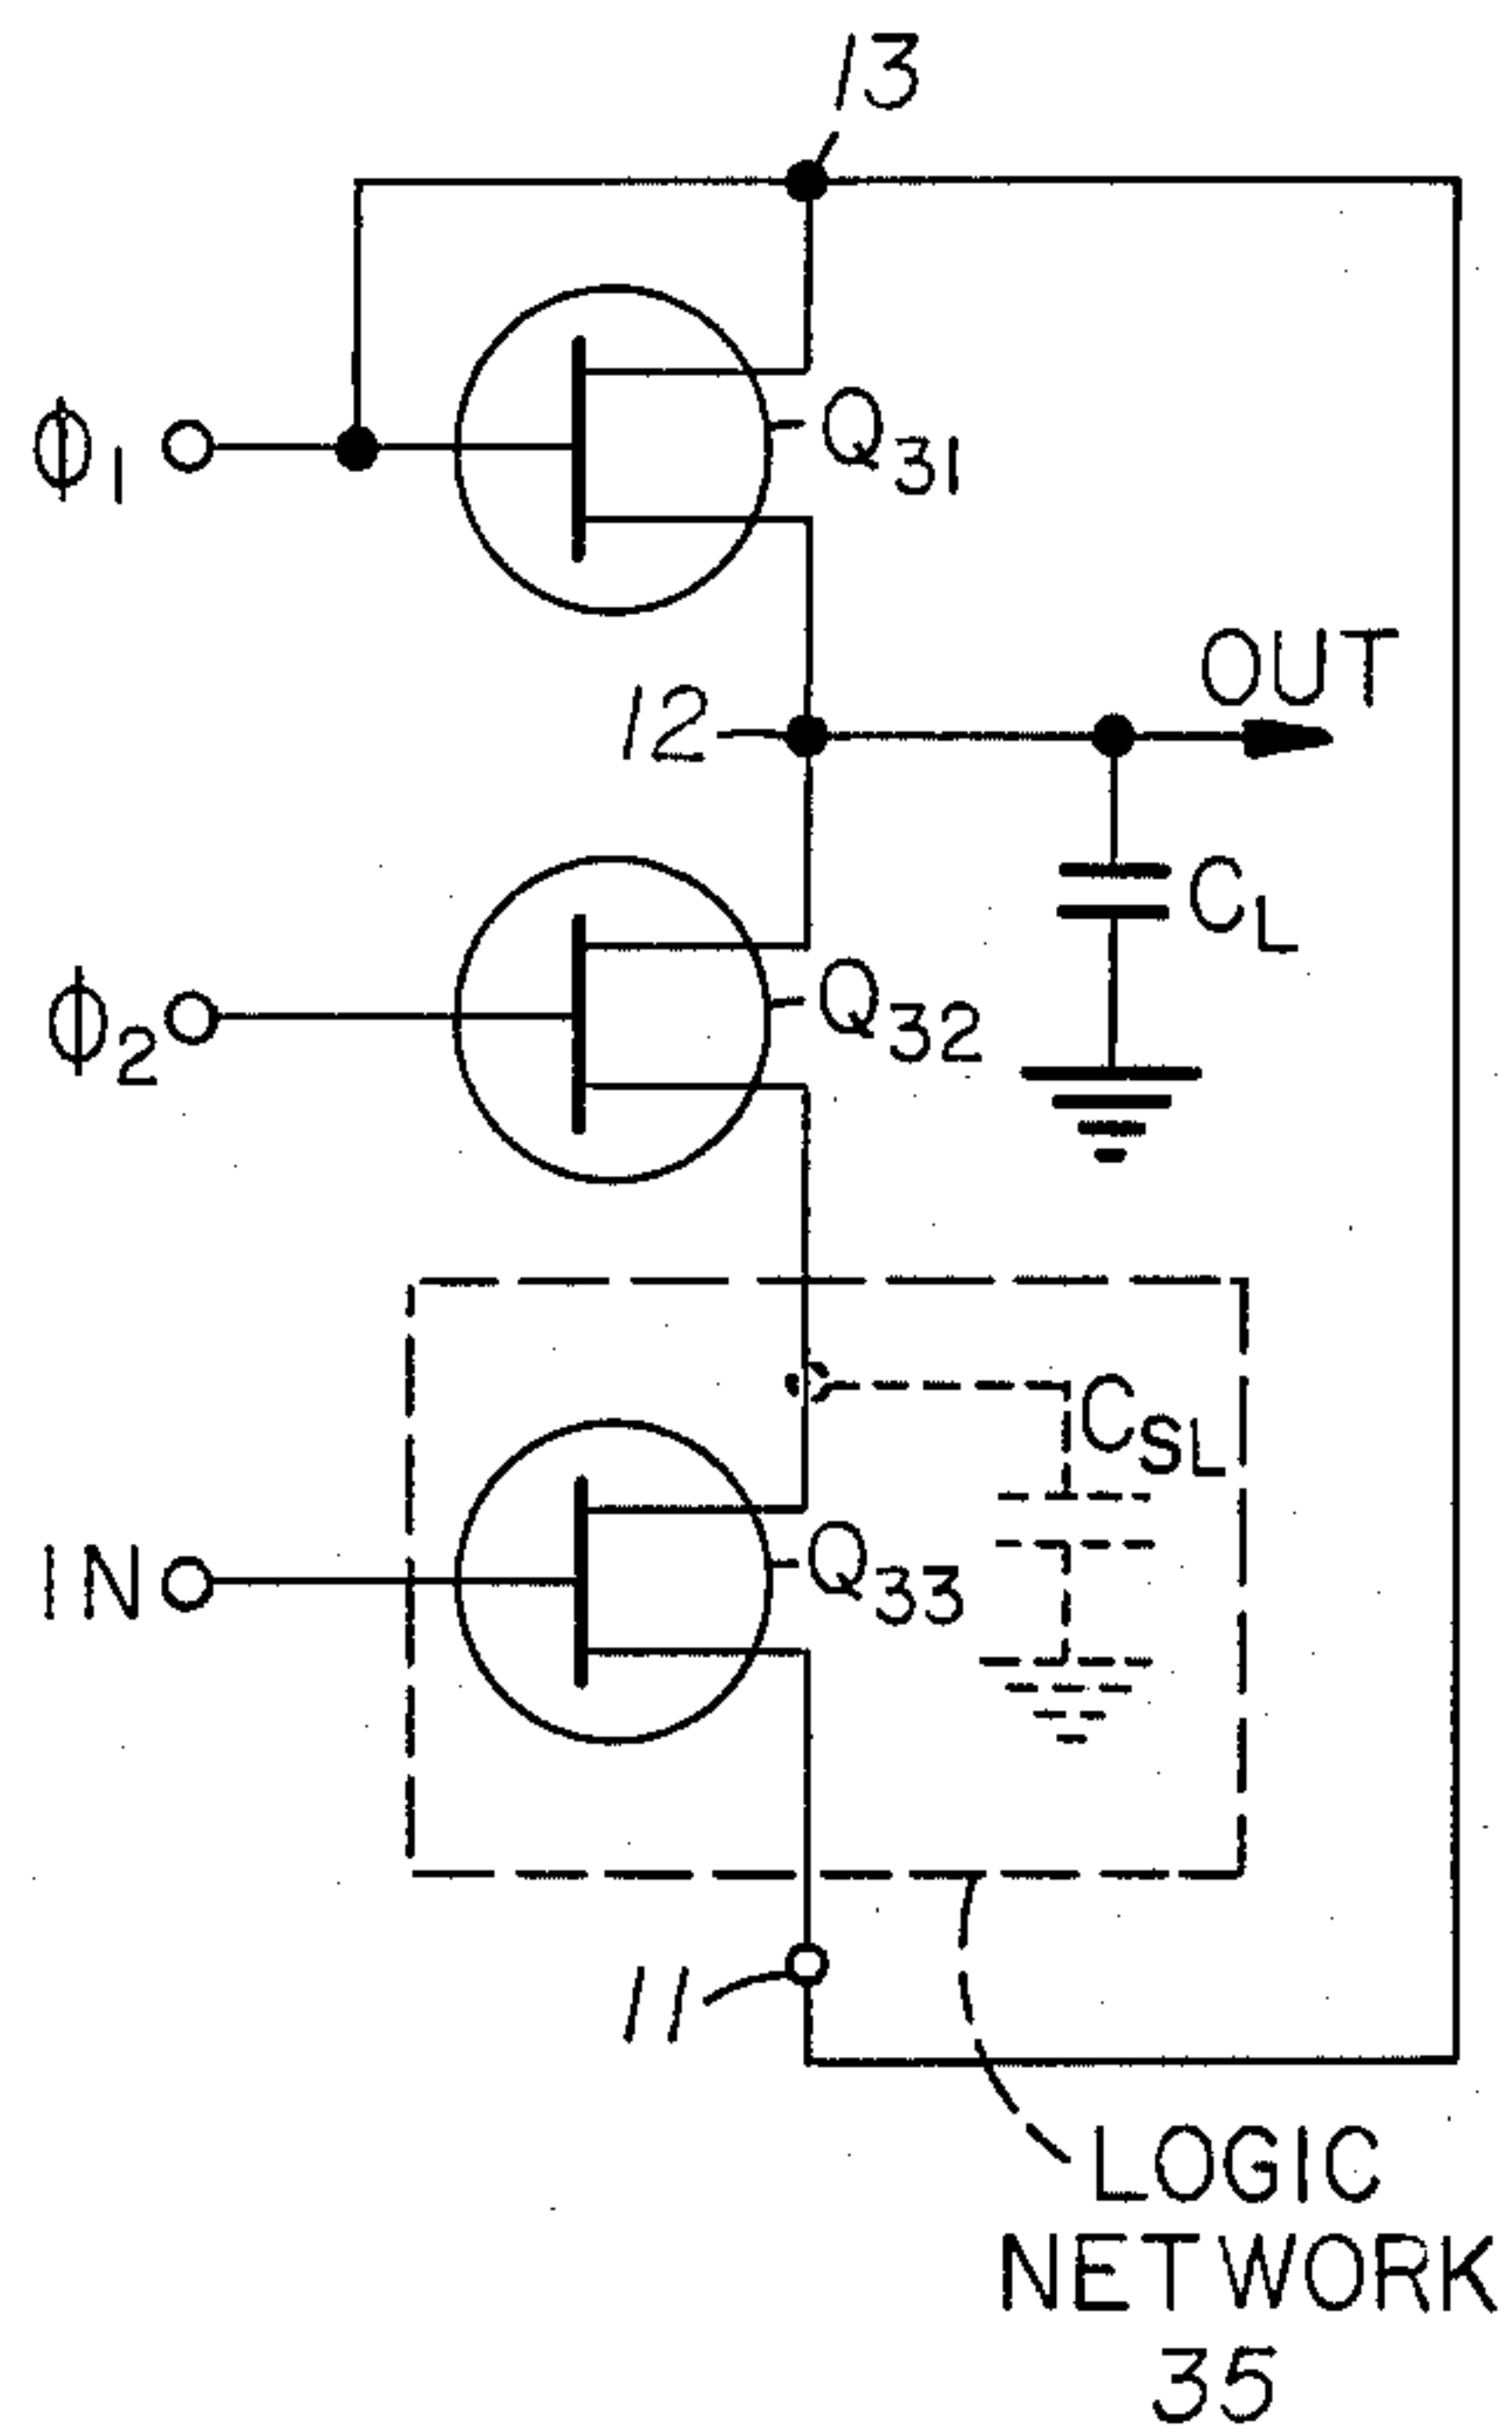 13
ϕ1
Q31
OUT
12
CL
ϕ2
Q32
CSL
IN
Q33
11
LOGIC
NETWORK
35